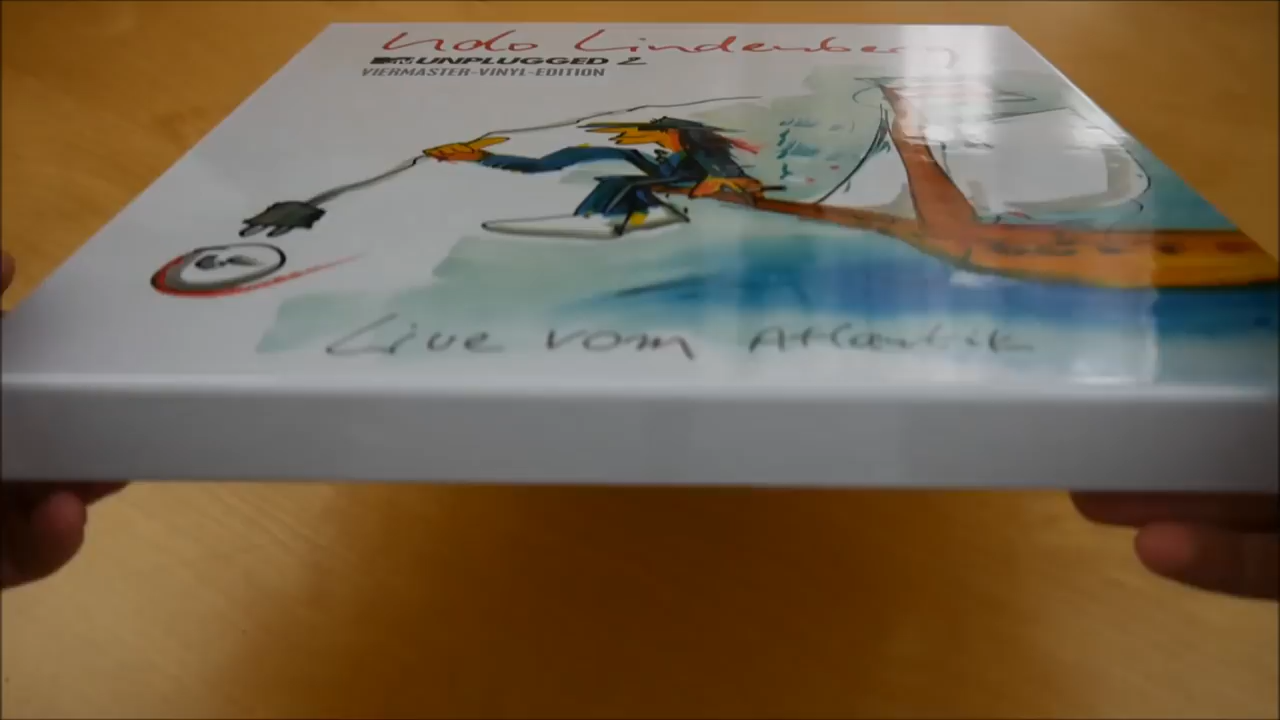 Udo Lindenberg
MTV UNPLUGGED 2
VIERMASTER-VINYL-EDITION
Live vom Atlantik